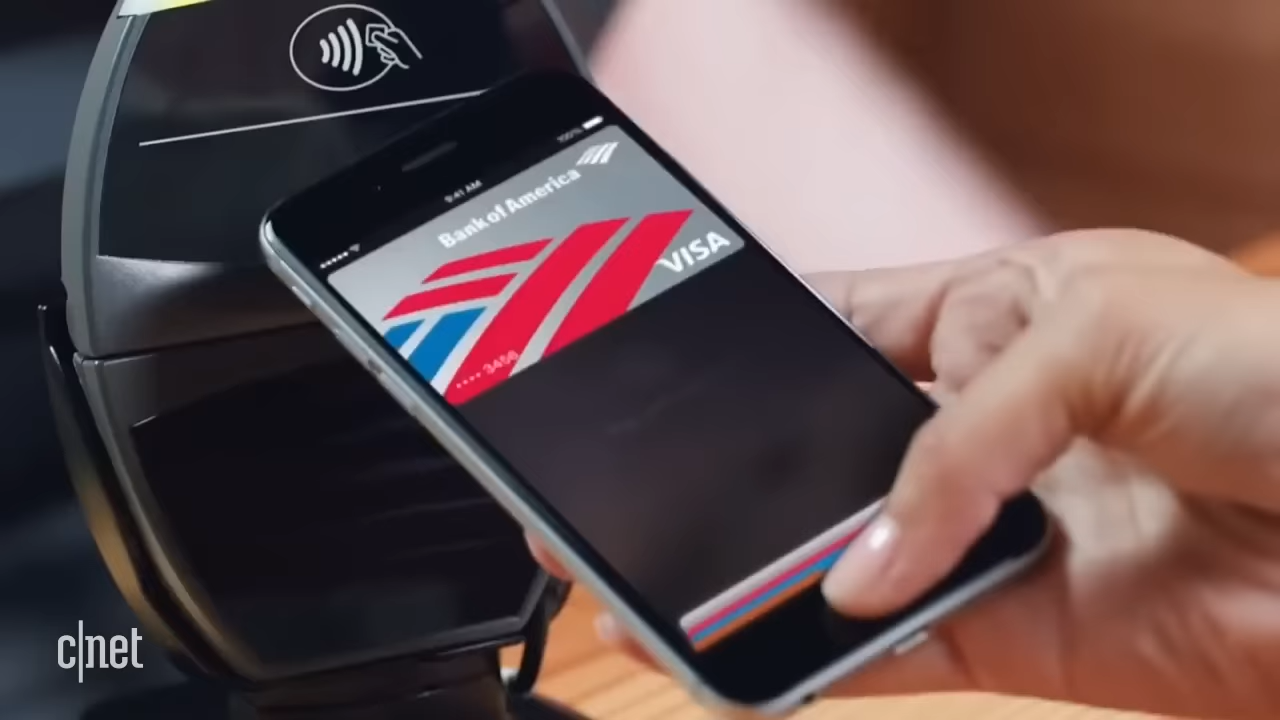 100%
9:41 AM
Bank of America
VISA
•••• 3456
c|net